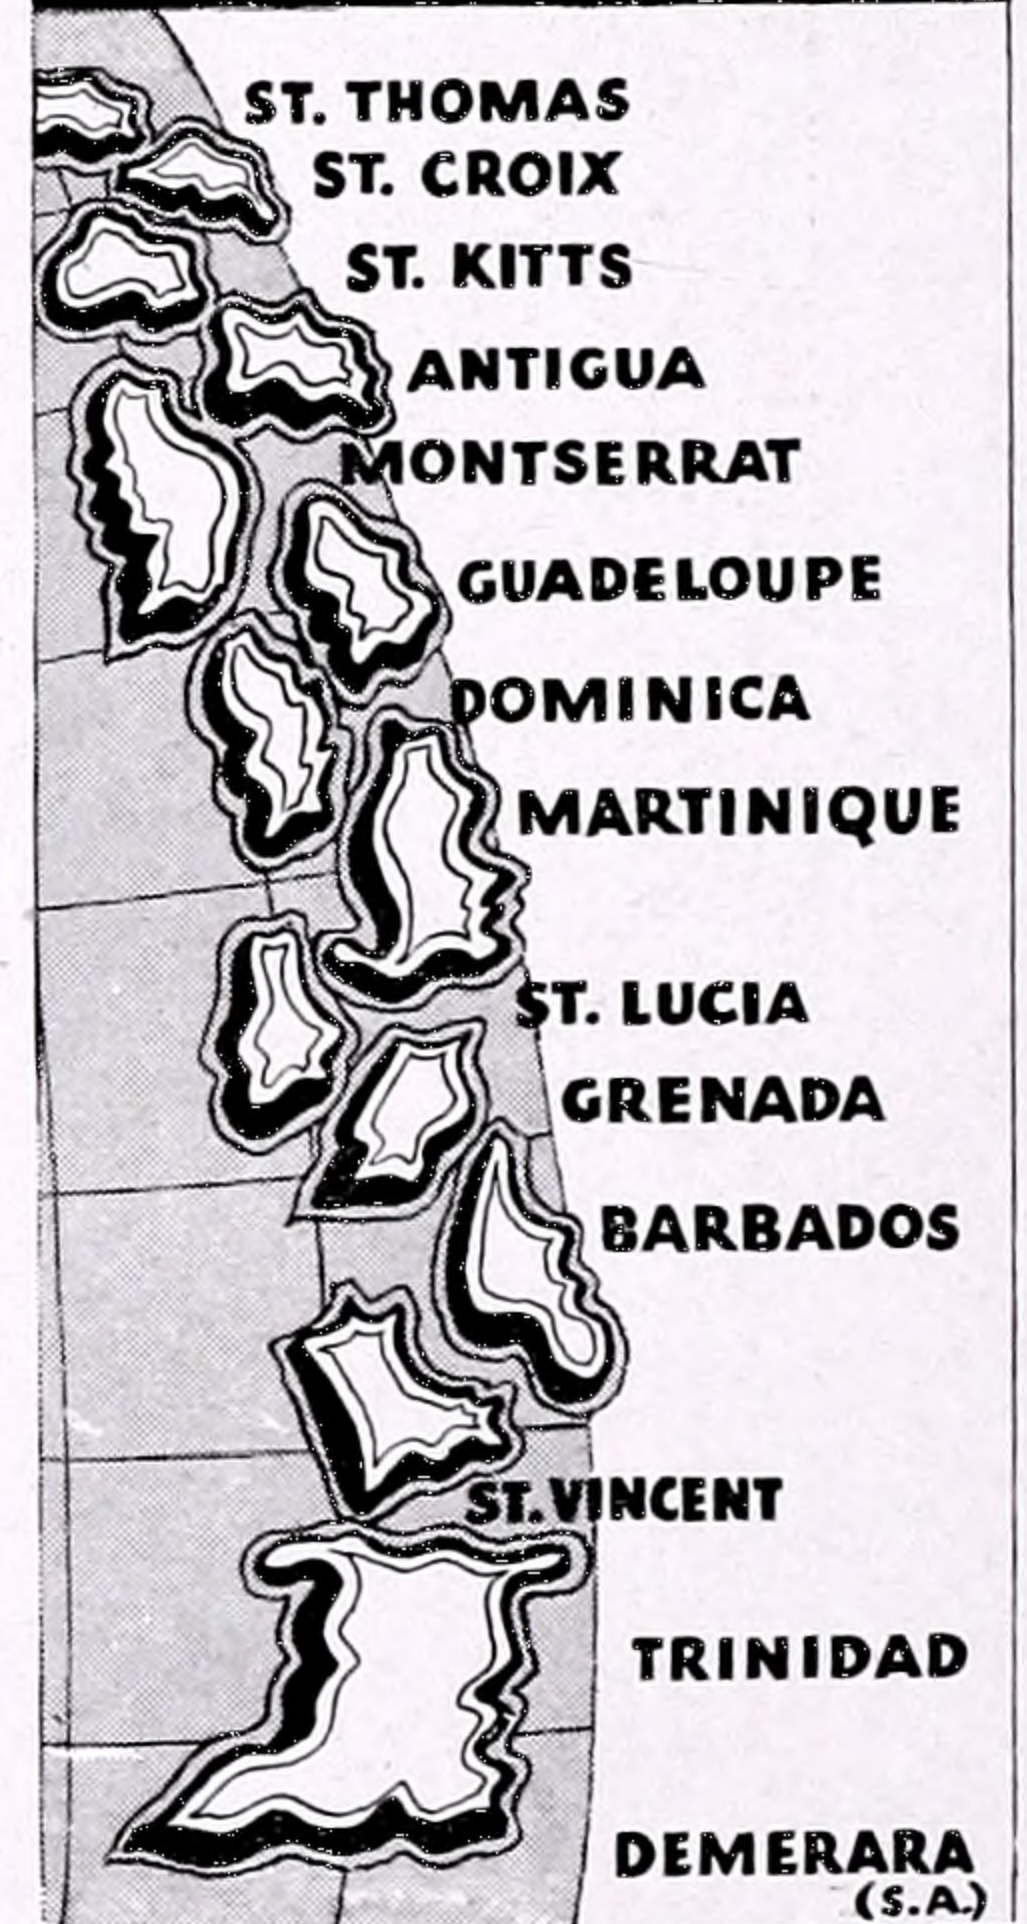 ST. THOMAS
ST. CROIX
ST. KITTS
ANTIGUA
MONTSERRAT
GUADELOUPE
DOMINICA
MARTINIQUE
ST. LUCIA
GRENADA
BARBADOS
ST. VINCENT
TRINIDAD
DEMERARA
(S.A.)